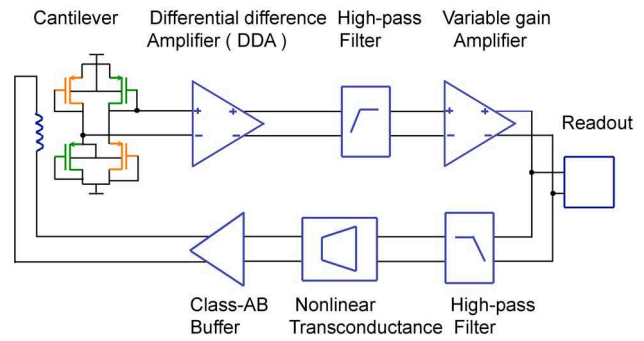 Cantilever
Differential difference
Amplifier ( DDA )
High-pass
Filter
Variable gain
Amplifier
Readout
Class-AB
Buffer
Nonlinear
Transconductance
High-pass
Filter